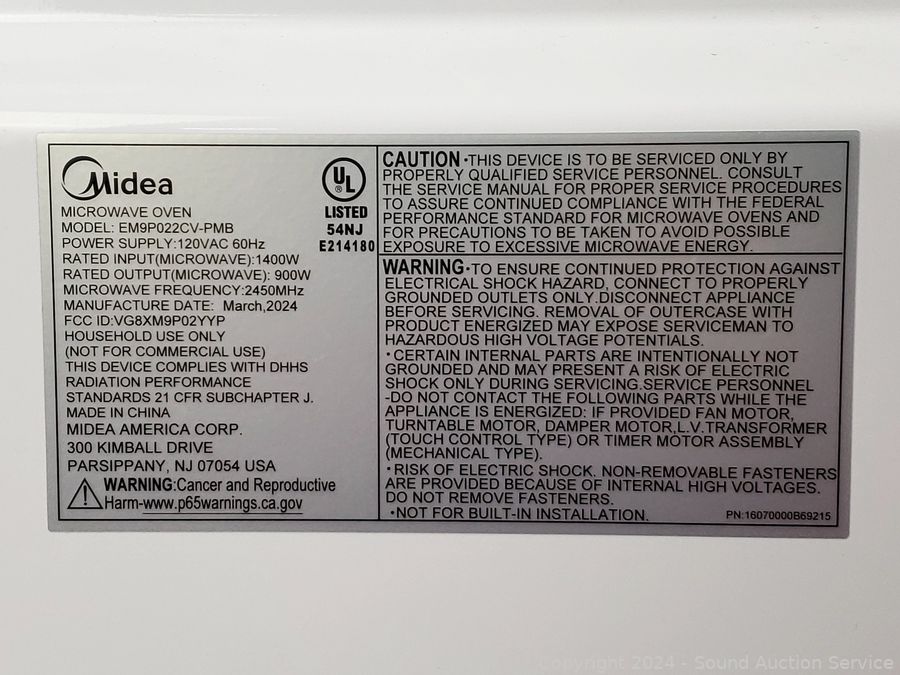 Midea
MICROWAVE OVEN
MODEL: EM9P022CV-PMB
POWER SUPPLY:120VAC 60Hz
RATED INPUT(MICROWAVE):1400W
RATED OUTPUT(MICROWAVE): 900W
MICROWAVE FREQUENCY:2450MHz
MANUFACTURE DATE: March,2024
FCC ID:VG8XM9P02YYP
HOUSEHOLD USE ONLY
(NOT FOR COMMERCIAL USE)
THIS DEVICE COMPLIES WITH DHHS
RADIATION PERFORMANCE
STANDARDS 21 CFR SUBCHAPTER J.
MADE IN CHINA
MIDEA AMERICA CORP.
300 KIMBALL DRIVE
PARSIPPANY, NJ 07054 USA
WARNING:Cancer and Reproductive
Harm-www.p65warnings.ca.gov
UL
®
LISTED
54NJ
E214180
CAUTION •THIS DEVICE IS TO BE SERVICED ONLY BY
PROPERLY QUALIFIED SERVICE PERSONNEL. CONSULT
THE SERVICE MANUAL FOR PROPER SERVICE PROCEDURES
TO ASSURE CONTINUED COMPLIANCE WITH THE FEDERAL
PERFORMANCE STANDARD FOR MICROWAVE OVENS AND
FOR PRECAUTIONS TO BE TAKEN TO AVOID POSSIBLE
EXPOSURE TO EXCESSIVE MICROWAVE ENERGY.
WARNING •TO ENSURE CONTINUED PROTECTION AGAINST
ELECTRICAL SHOCK HAZARD, CONNECT TO PROPERLY
GROUNDED OUTLETS ONLY.DISCONNECT APPLIANCE
BEFORE SERVICING. REMOVAL OF OUTERCASE WITH
PRODUCT ENERGIZED MAY EXPOSE SERVICEMAN TO
HAZARDOUS HIGH VOLTAGE POTENTIALS.
•CERTAIN INTERNAL PARTS ARE INTENTIONALLY NOT
GROUNDED AND MAY PRESENT A RISK OF ELECTRIC
SHOCK ONLY DURING SERVICING.SERVICE PERSONNEL
-DO NOT CONTACT THE FOLLOWING PARTS WHILE THE
APPLIANCE IS ENERGIZED: IF PROVIDED FAN MOTOR,
TURNTABLE MOTOR, DAMPER MOTOR,L.V.TRANSFORMER
(TOUCH CONTROL TYPE) OR TIMER MOTOR ASSEMBLY
(MECHANICAL TYPE).
•RISK OF ELECTRIC SHOCK. NON-REMOVABLE FASTENERS
ARE PROVIDED BECAUSE OF INTERNAL HIGH VOLTAGES.
DO NOT REMOVE FASTENERS.
•NOT FOR BUILT-IN INSTALLATION.
PN:16070000B69215
Copyright 2024 - Sound Auction Service